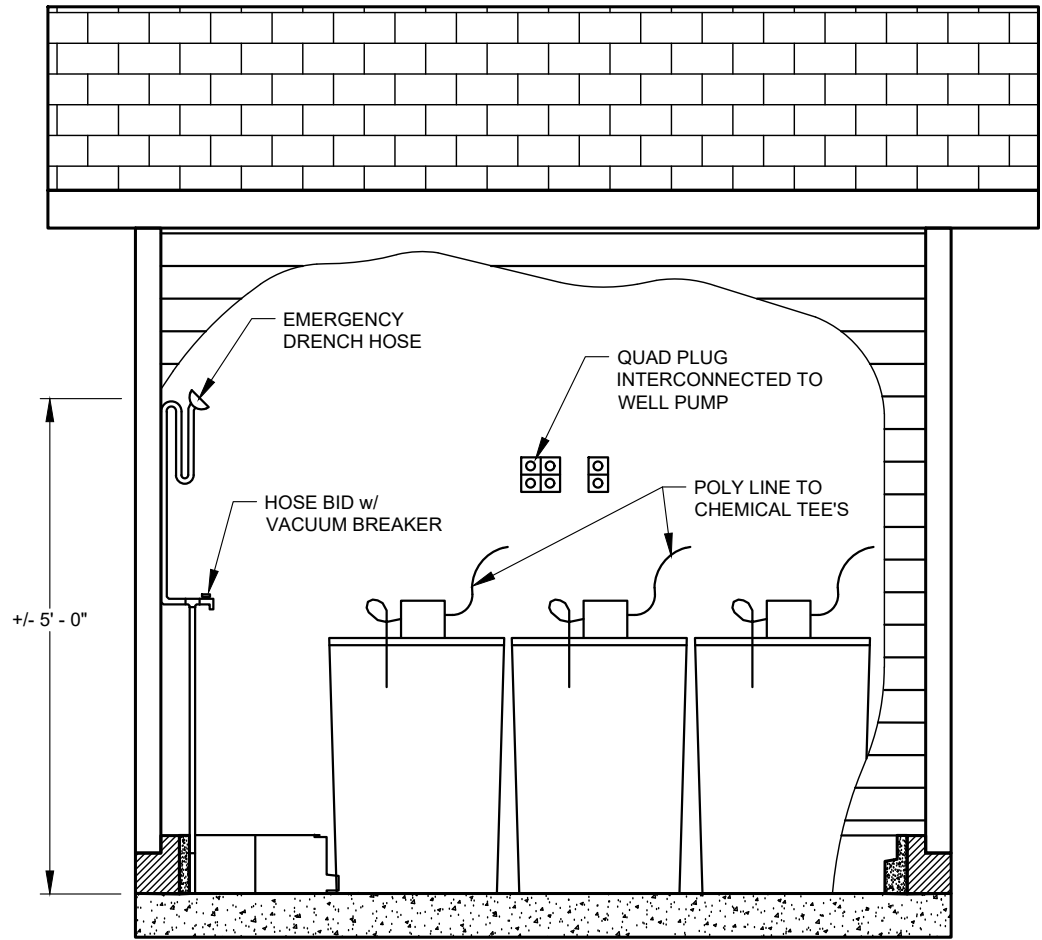 EMERGENCY
DRENCH HOSE
QUAD PLUG
INTERCONNECTED TO
WELL PUMP
HOSE BID w/
VACUUM BREAKER
POLY LINE TO
CHEMICAL TEE'S
+/- 5' - 0"